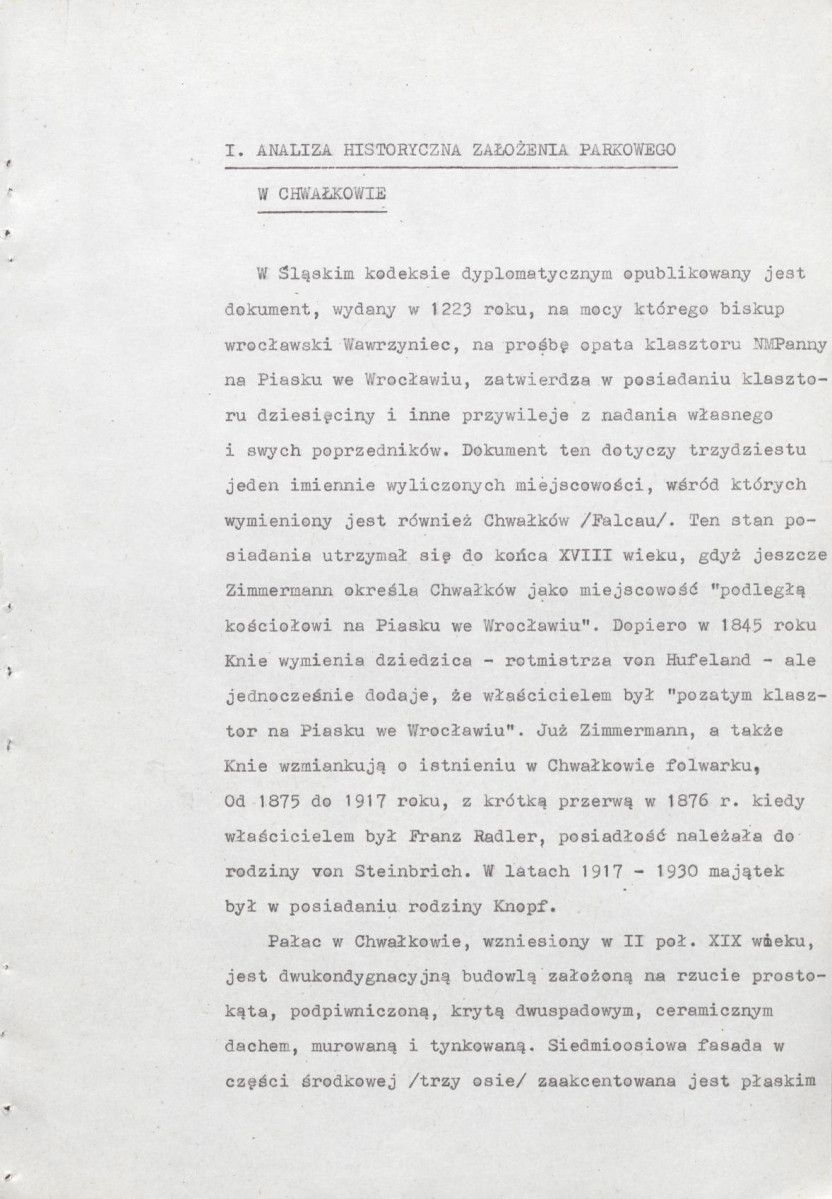 I. ANALIZA HISTORYCZNA ZAŁOŻENIA PARKOWEGO
W CHWAŁKOWIE
W Śląskim kodeksie dyplomatycznym opublikowany jest
dokument, wydany w 1223 roku, na mocy którego biskup
wrocławski Wawrzyniec, na prośbę opata klasztoru NMPanny
na Piasku we Wrocławiu, zatwierdza w posiadaniu klaszto-
ru dziesięciny i inne przywileje z nadania własnego
i swych poprzedników. Dokument ten dotyczy trzydziestu
jeden imiennie wyliczonych miejscowości, wśród których
wymieniony jest również Chwałków /Falcau/. Ten stan po-
siadania utrzymał się do końca XVIII wieku, gdyż jeszcze
Zimmermann określa Chwałków jako miejscowość "podległą
kościołowi na Piasku we Wrocławiu". Dopiero w 1845 roku
Knie wymienia dziedzica - rotmistrza von Hufeland - ale
jednocześnie dodaje, że właścicielem był "pozatym klasz-
tor na Piasku we Wrocławiu". Już Zimmermann, a także
Knie wzmiankują o istnieniu w Chwałkowie folwarku,
Od 1875 do 1917 roku, z krótką przerwą w 1876 r. kiedy
właścicielem był Franz Radler, posiadłość należała do
rodziny von Steinbrich. W latach 1917 - 1930 majątek
był w posiadaniu rodziny Knopf.
Pałac w Chwałkowie, wzniesiony w II poł. XIX wieku,
jest dwukondygnacyjną budowlą założoną na rzucie prosto-
kąta, podpiwniczoną, krytą dwuspadowym, ceramicznym
dachem, murowaną i tynkowaną. Siedmioosiowa fasada w
części środkowej /trzy osie/ zaakcentowana jest płaskim